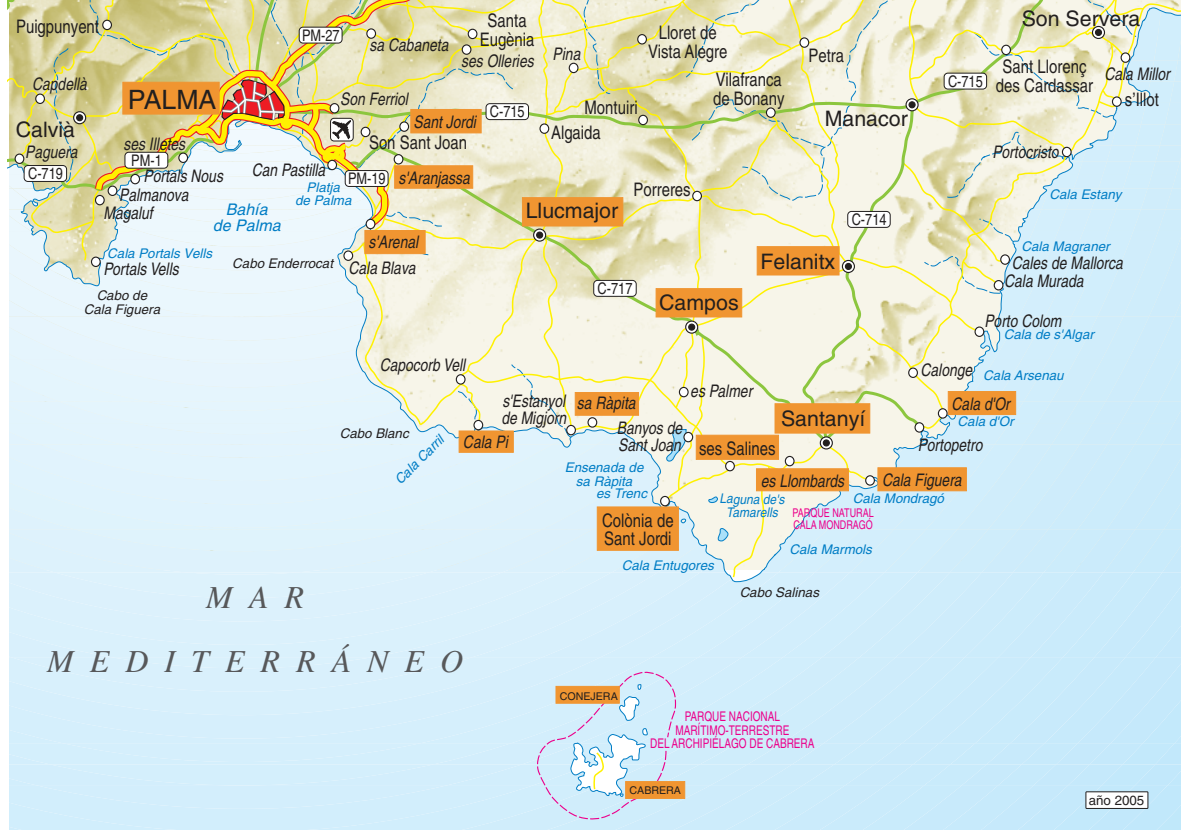 Puigpunyent
PM-27
sa Cabaneta
Santa
Eugènia
ses Olleries
Pina
Lloret de
Vista Alegre
Petra
Son Servera
Sant Llorenç
des Cardassar
Cala Millor
s'Illòt
Capdellà
PALMA
Son Ferriol
Sant Jordi
C-715
Montuiri
Vilafranca
de Bonany
C-715
Manacor
Calvià
ses Illetes
Son Sant Joan
Algaida
Paguera
PM-1
C-719
Portals Nous
Can Pastilla
PM-19
s'Aranjassa
Portocristo
Palmanova
Magaluf
Platja
de Palma
Porreres
Cala Estany
Bahía
de Palma
Llucmajor
C-714
s'Arenal
Cala Portals Vells
Portals Vells
Cabo Enderrocat
Cala Blava
Felanitx
Cala Magraner
Cales de Mallorca
Cala Murada
Cabo de
Cala Figuera
C-717
Campos
Porto Colom
Cala de s'Algar
Capocorb Vell
Calonge
Cala Arsenau
es Palmer
s'Estanyol
de Migjorn
sa Ràpita
Cala d'Or
Cala d'Or
Santanyí
Cabo Blanc
Cala Carril
Cala Pi
Banyos de
Sant Joan
ses Salines
Portopetro
Ensenada de
sa Ràpita
es Trenc
es Llombards
Cala Figuera
Laguna de's
Tamarells
Cala Mondragó
PARQUE NATURAL
CALA MONDRAGÓ
Colònia de
Sant Jordi
Cala Marmols
Cala Entugores
Cabo Salinas
MAR
MEDITERRÁNEO
CONEJERA
PARQUE NACIONAL
MARÍTIMO-TERRESTRE
DEL ARCHIPIÉLAGO DE CABRERA
CABRERA
año 2005